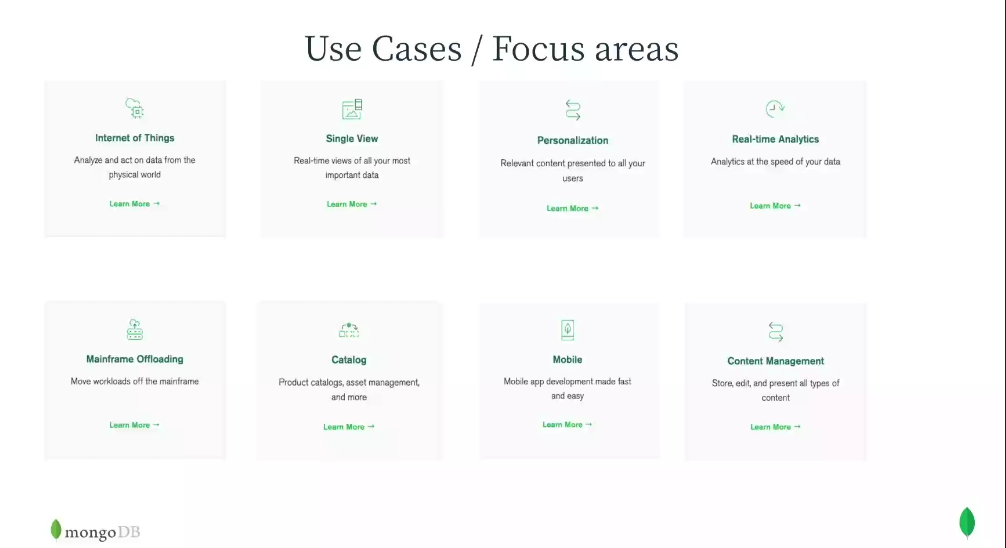 Use Cases / Focus areas
Internet of Things
Analyze and act on data from the
physical world
Learn More →
Single View
Real-time views of all your most
important data
Learn More →
Personalization
Relevant content presented to all your
users
Learn More →
Real-time Analytics
Analytics at the speed of your data
Learn More →
Mainframe Offloading
Move workloads off the mainframe
Learn More →
Catalog
Product catalogs, asset management,
and more
Learn More →
Mobile
Mobile app development made fast
and easy
Learn More →
Content Management
Store, edit, and present all types of
content
Learn More →
mongoDB